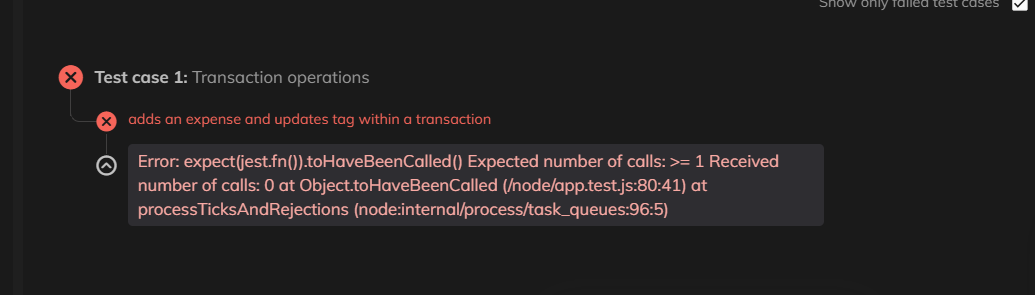 Show only failed test cases
Test case 1: Transaction operations
adds an expense and updates tag within a transaction
Error: expect(jest.fn()).toHaveBeenCalled() Expected number of calls: >= 1 Received
number of calls: 0 at Object.toHaveBeenCalled (/node/app.test.js:80:41) at
processTicksAndRejections (node:internal/process/task_queues:96:5)